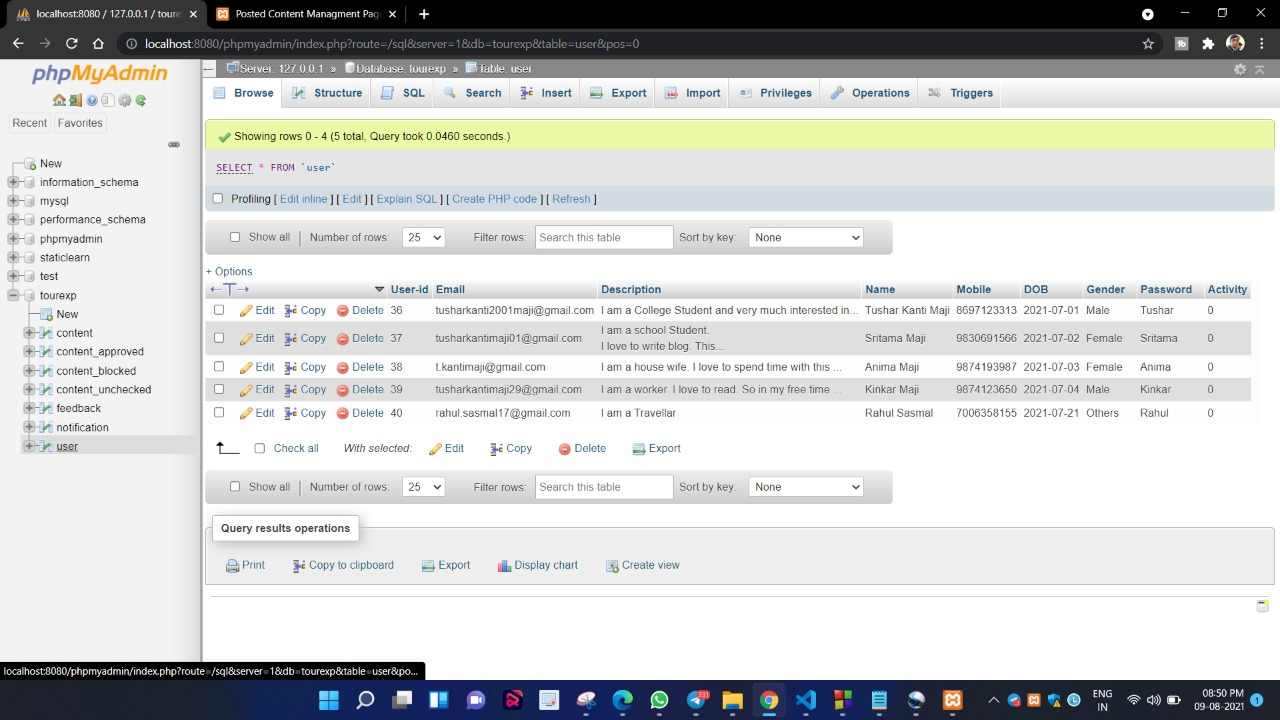 localhost:8080 / 127.0.0.1 / toure
Posted Content Managment Pag
localhost:8080/phpmyadmin/index.php?route=/sql&server=1&db=tourexp&table=user&pos=0
phpMyAdmin
Server: 127.0.0.1 » Database: tourexp » Table: user
Browse Structure SQL Search Insert Export Import Privileges Operations Triggers
Recent Favorites
New
information_schema
mysql
performance_schema
phpmyadmin
staticlearn
test
tourexp
New
content
content_approved
content_blocked
content_unchecked
feedback
notification
user
Showing rows 0 - 4 (5 total, Query took 0.0460 seconds.)
SELECT * FROM `user`
Profiling [ Edit inline ] [ Edit ] [ Explain SQL ] [ Create PHP code ] [ Refresh ]
Show all | Number of rows: 25 Filter rows: Search this table Sort by key: None
+ Options
←T→ User-id Email Description Name Mobile DOB Gender Password Activity
Edit Copy Delete 36 tusharkanti2001maji@gmail.com I am a College Student and very much interested in... Tushar Kanti Maji 8697123313 2021-07-01 Male Tushar 0
Edit Copy Delete 37 tusharkantimaji01@gmail.com I am a school Student.
I love to write blog. This... Sritama Maji 9830691566 2021-07-02 Female Sritama 0
Edit Copy Delete 38 t.kantimaji@gmail.com I am a house wife. I love to spend time with this ... Anima Maji 9874193987 2021-07-03 Female Anima 0
Edit Copy Delete 39 tusharkantimaji29@gmail.com I am a worker. I love to read. So in my free time ... Kinkar Maji 9874123650 2021-07-04 Male Kinkar 0
Edit Copy Delete 40 rahul.sasmal17@gmail.com I am a Travellar Rahul Sasmal 7006358155 2021-07-21 Others Rahul 0
Check all With selected: Edit Copy Delete Export
Show all | Number of rows: 25 Filter rows: Search this table Sort by key: None
Query results operations
Print Copy to clipboard Export Display chart Create view
localhost:8080/phpmyadmin/index.php?route=/sql&server=1&db=tourexp&table=user&po...
331
ENG
IN
08:50 PM
09-08-2021
1